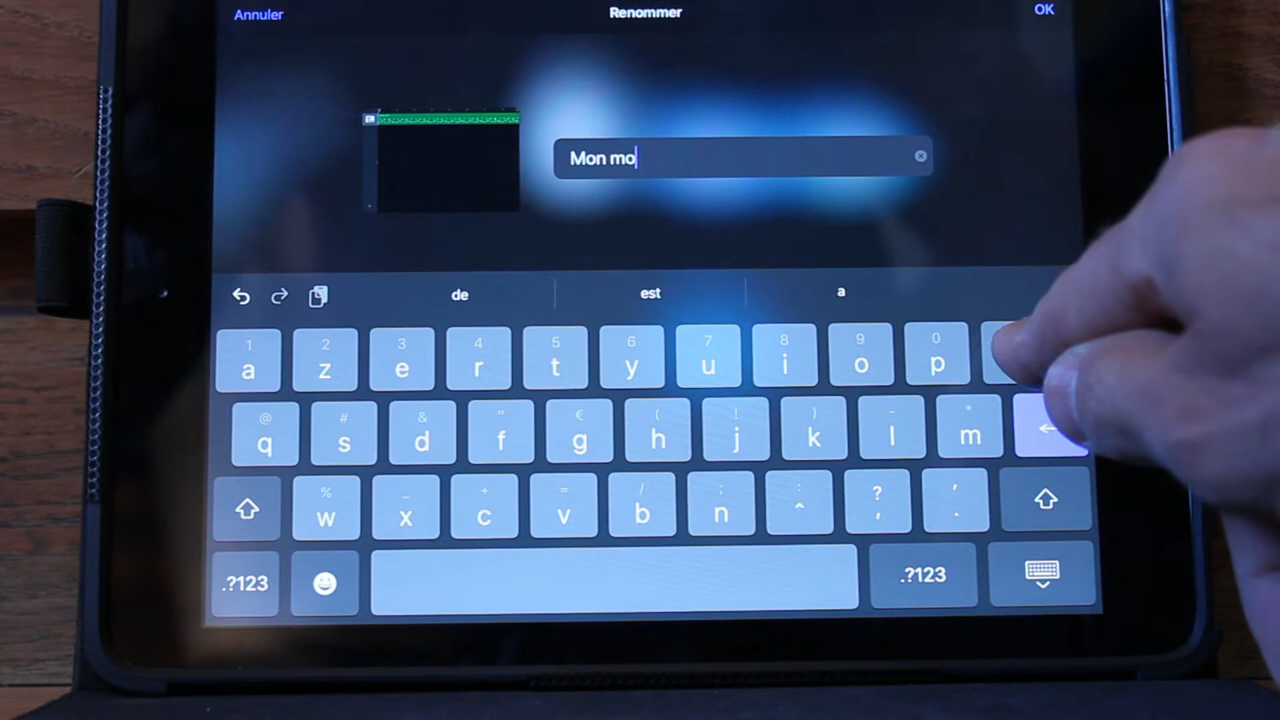 Annuler Renommer OK
Mon mo
de est a
1 2 3 4 5 6 7 8 9 0
a z e r t y u i o p
@ # & " € ( ! ) - *
q s d f g h j k l m
% _ + = / ; : ? '
w x c v b n ^ , .
.?123 .?123